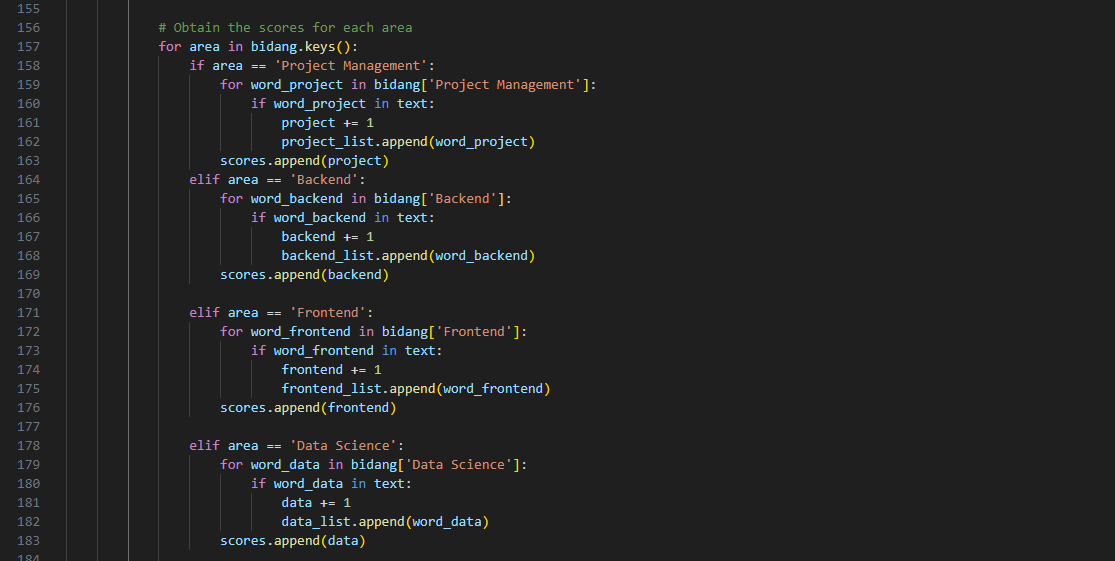 155
156 # Obtain the scores for each area
157 for area in bidang.keys():
158 if area == 'Project Management':
159 for word_project in bidang['Project Management']:
160 if word_project in text:
161 project += 1
162 project_list.append(word_project)
163 scores.append(project)
164 elif area == 'Backend':
165 for word_backend in bidang['Backend']:
166 if word_backend in text:
167 backend += 1
168 backend_list.append(word_backend)
169 scores.append(backend)
170
171 elif area == 'Frontend':
172 for word_frontend in bidang['Frontend']:
173 if word_frontend in text:
174 frontend += 1
175 frontend_list.append(word_frontend)
176 scores.append(frontend)
177
178 elif area == 'Data Science':
179 for word_data in bidang['Data Science']:
180 if word_data in text:
181 data += 1
182 data_list.append(word_data)
183 scores.append(data)
184